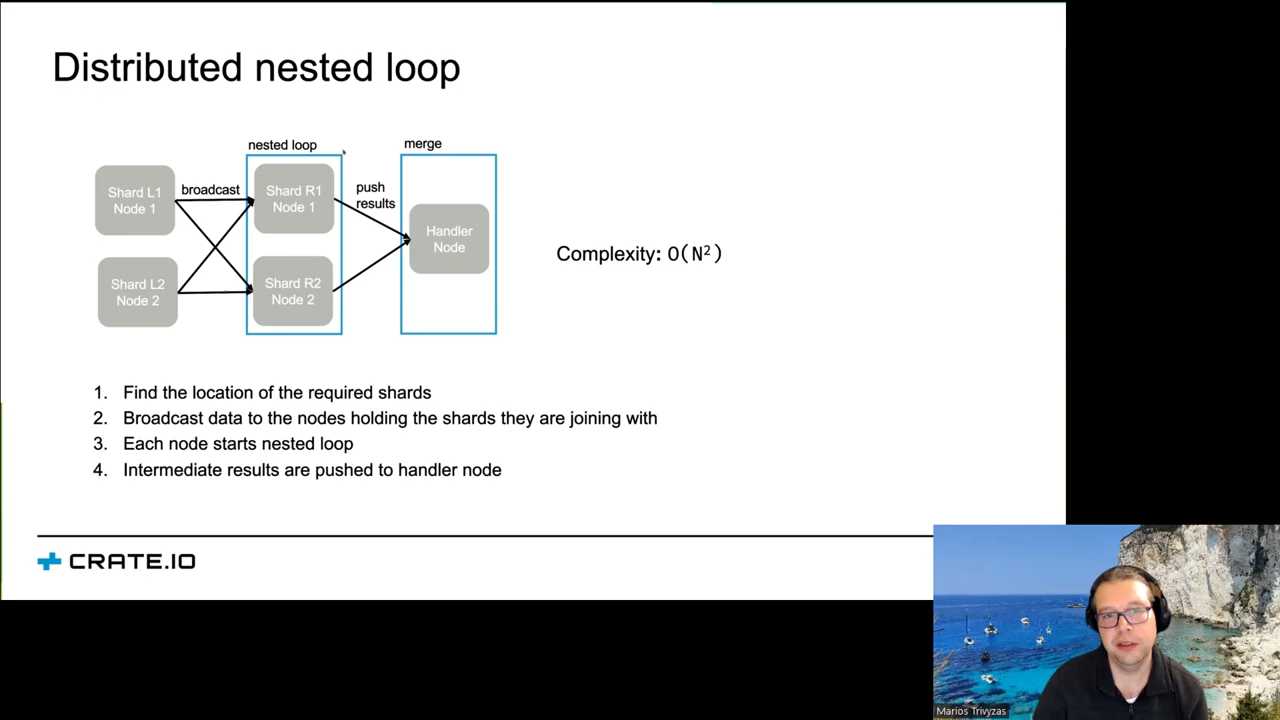 Distributed nested loop
nested loop
merge
Shard L1
Node 1
broadcast
Shard R1
Node 1
push
results
Handler
Node
Complexity: O(N²)
Shard L2
Node 2
Shard R2
Node 2
1. Find the location of the required shards
2. Broadcast data to the nodes holding the shards they are joining with
3. Each node starts nested loop
4. Intermediate results are pushed to handler node
CRATE.IO
Marios Trivyzas